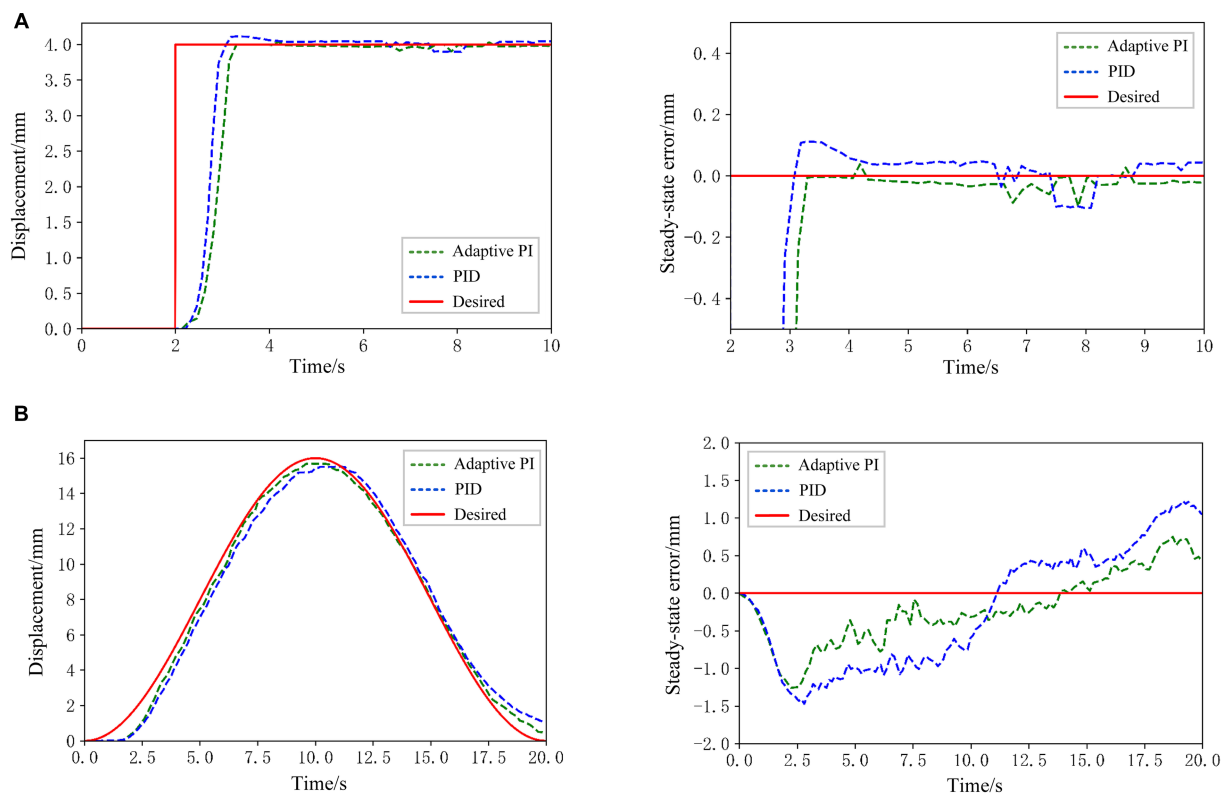 A
Displacement/mm
4. 0
3. 5
3. 0
2. 5
2. 0
1. 5
1. 0
0. 5
0. 0
0 2 4 6 8 10
Time/s
Adaptive PI
PID
Desired
Steady-state error/mm
0. 4
0. 2
0. 0
-0. 2
-0. 4
2 3 4 5 6 7 8 9 10
Time/s
Adaptive PI
PID
Desired
B
Displacement/mm
16
14
12
10
8
6
4
2
0
0. 0 2. 5 5. 0 7. 5 10. 0 12. 5 15. 0 17. 5 20. 0
Time/s
Adaptive PI
PID
Desired
Steady-state error/mm
2. 0
1. 5
1. 0
0. 5
0. 0
-0. 5
-1. 0
-1. 5
-2. 0
0. 0 2. 5 5. 0 7. 5 10. 0 12. 5 15. 0 17. 5 20. 0
Time/s
Adaptive PI
PID
Desired